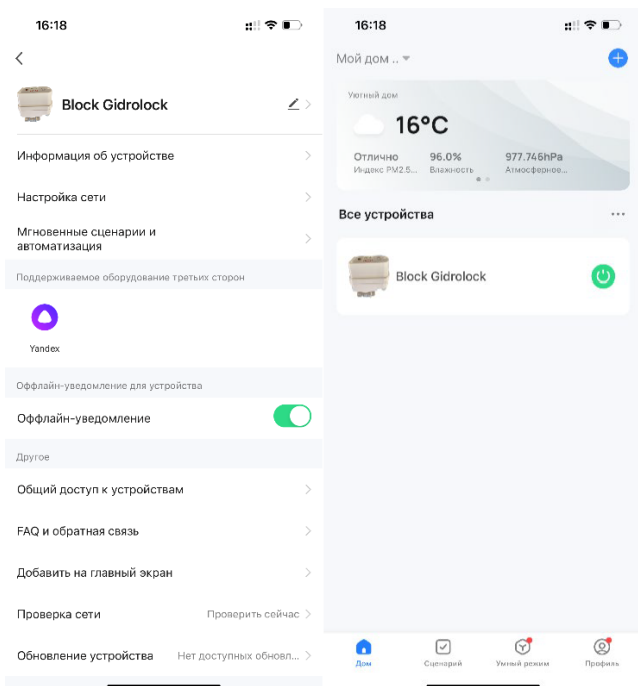 16:18
Block Gidrolock
Информация об устройстве
Настройка сети
Мгновенные сценарии и
автоматизация
Поддерживаемое оборудование третьих сторон
Yandex
Оффлайн-уведомление для устройства
Оффлайн-уведомление
Другое
Общий доступ к устройствам
FAQ и обратная связь
Добавить на главный экран
Проверка сети Проверить сейчас
Обновление устройства Нет доступных обновл...
16:18
Мой дом ..
Уютный дом
16°C
Отлично 96.0% 977.746hPa
Индекс PM2.5... Влажность Атмосферное...
Все устройства
Block Gidrolock
Дом Сценарий Умный режим Профиль